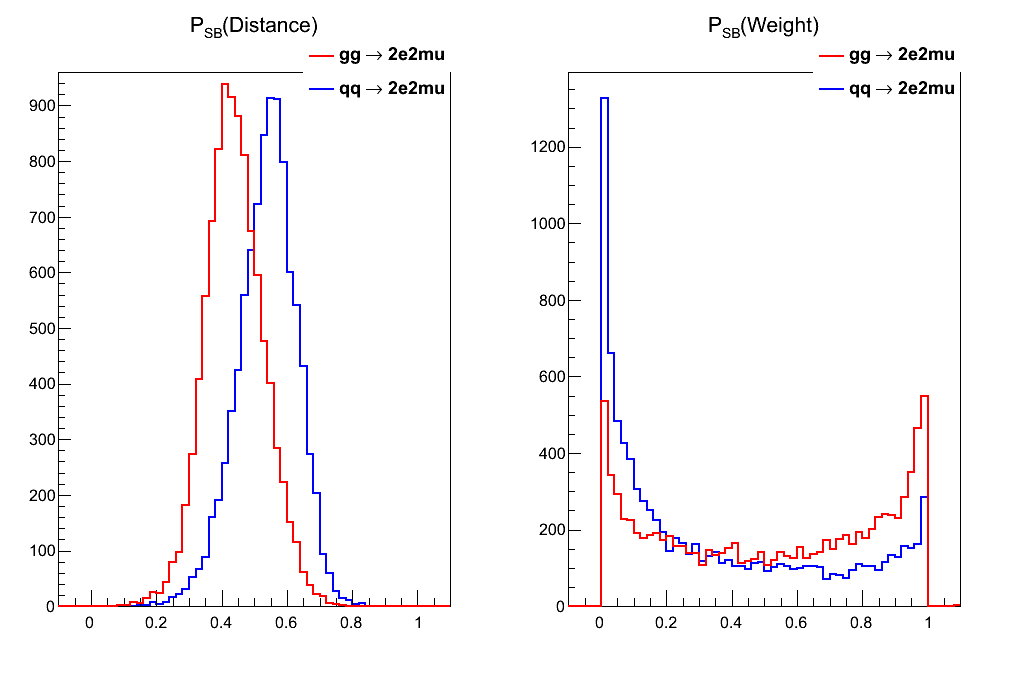 P_SB(Distance)
gg → 2e2mu
qq → 2e2mu
900
800
700
600
500
400
300
200
100
0
0 0.2 0.4 0.6 0.8 1
P_SB(Weight)
gg → 2e2mu
qq → 2e2mu
1200
1000
800
600
400
200
0
0 0.2 0.4 0.6 0.8 1